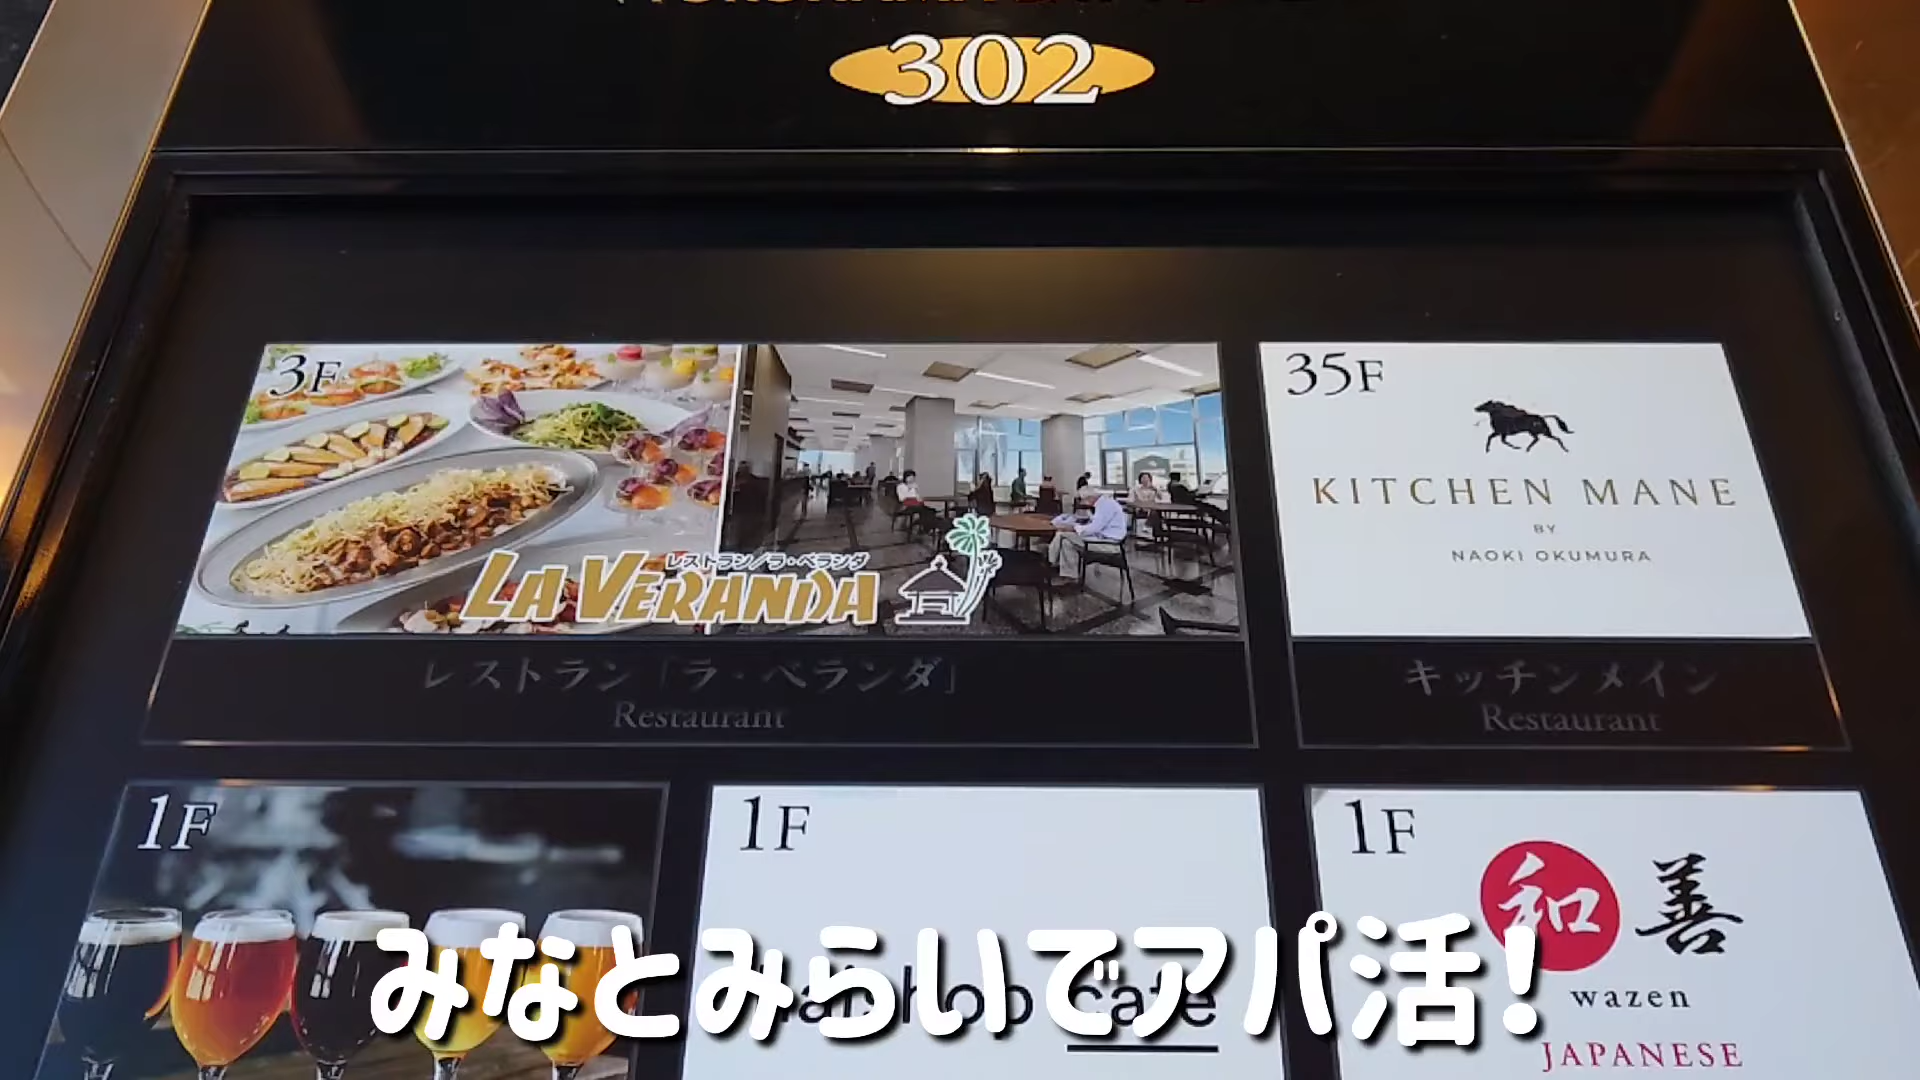 302
3F
レストラン/ラ・ベランダ
LA VERANDA
レストラン「ラ・ベランダ」
Restaurant
35F
KITCHEN MANE
BY
NAOKI OKUMURA
キッチンメイン
Restaurant
1F
1F
cafe
1F
和善
wazen
JAPANESE
みなとみらいでアパ活!